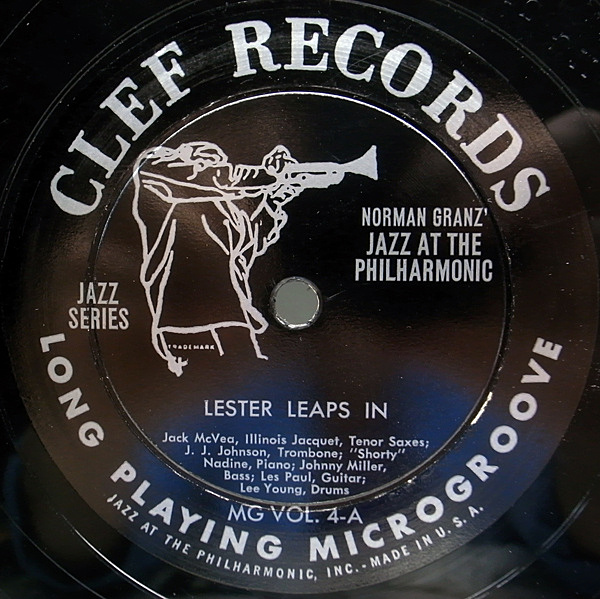 CLEF RECORDS
NORMAN GRANZ'
JAZZ AT THE
PHILHARMONIC
JAZZ
SERIES
TRADEMARK
LESTER LEAPS IN
Jack McVea, Illinois Jacquet, Tenor Saxes;
J. J. Johnson, Trombone; "Shorty"
Nadine, Piano; Johnny Miller,
Bass; Les Paul, Guitar;
Lee Young, Drums
MG VOL. 4-A
LONG PLAYING MICROGROOVE
JAZZ AT THE PHILHARMONIC, INC. - MADE IN U. S. A.